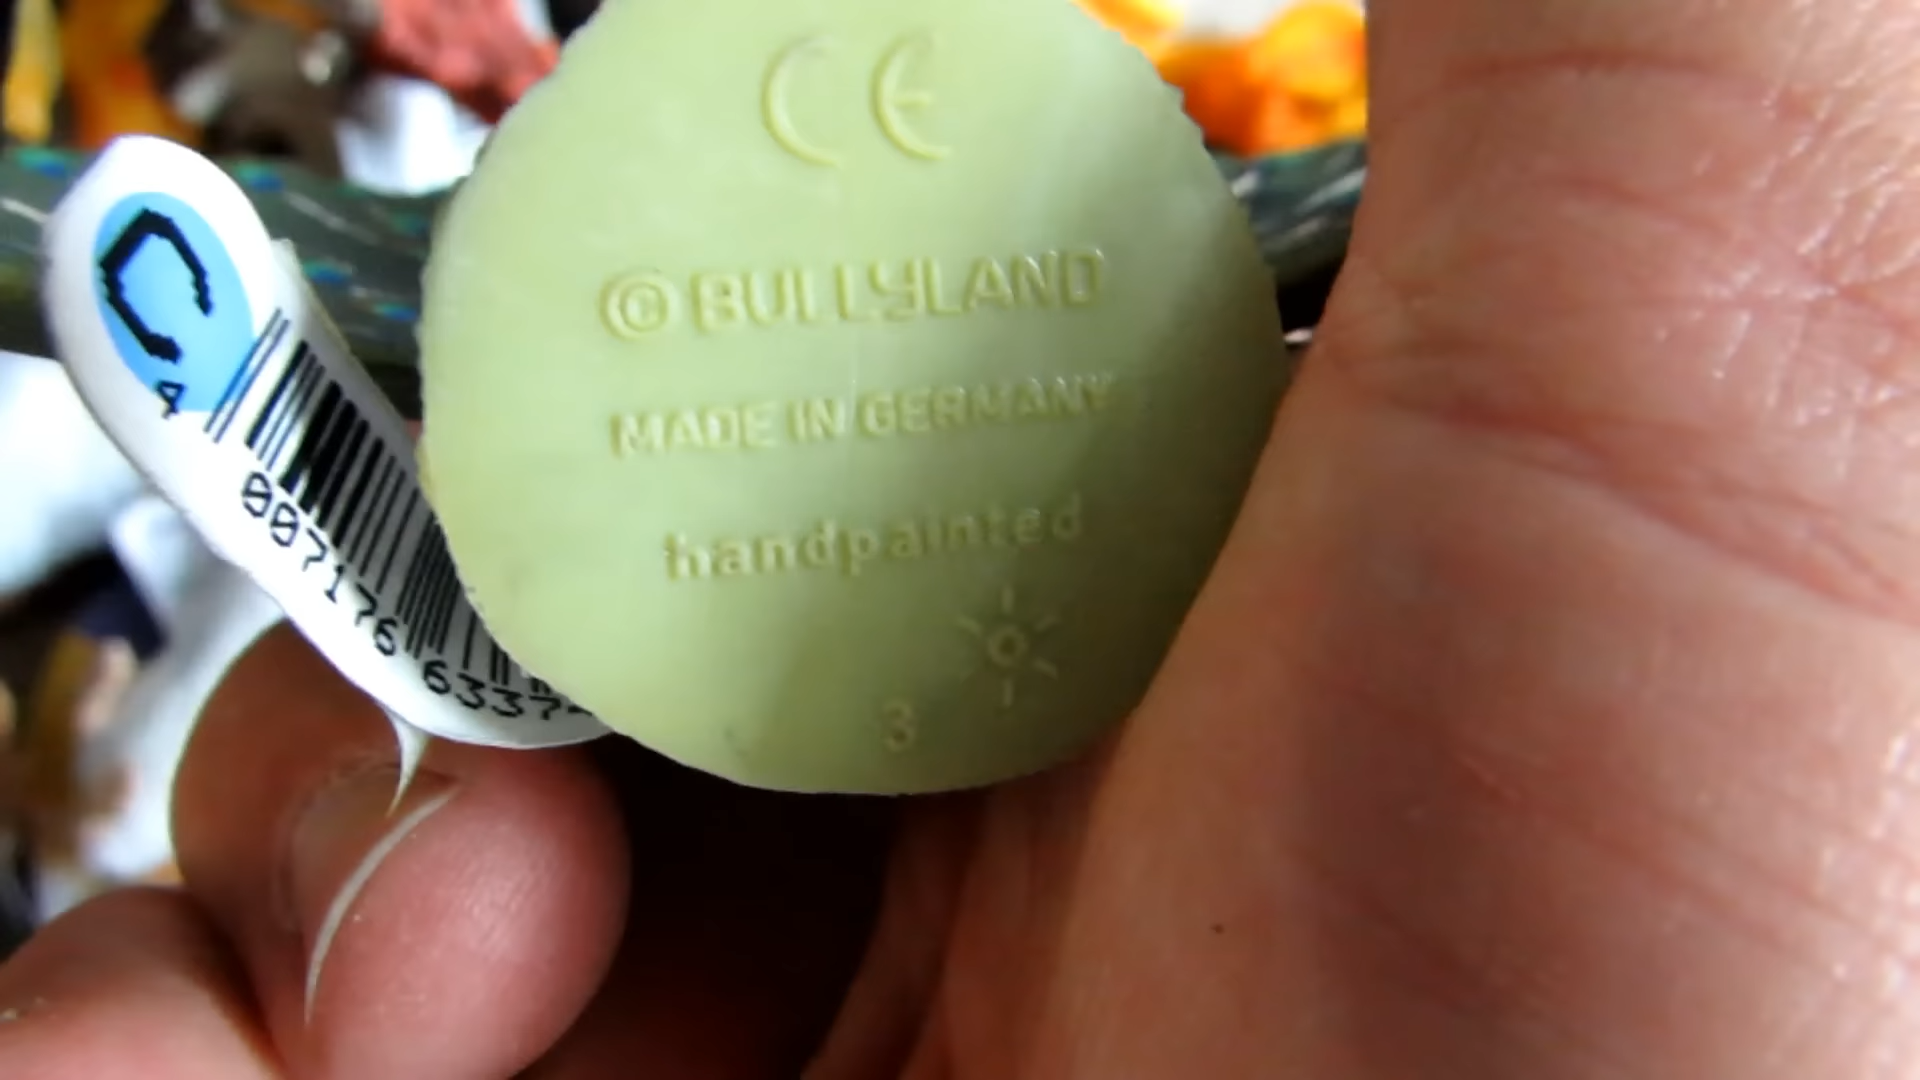 CE
© BULLYLAND
MADE IN GERMANY
handpainted
3
C
4
007176 6337